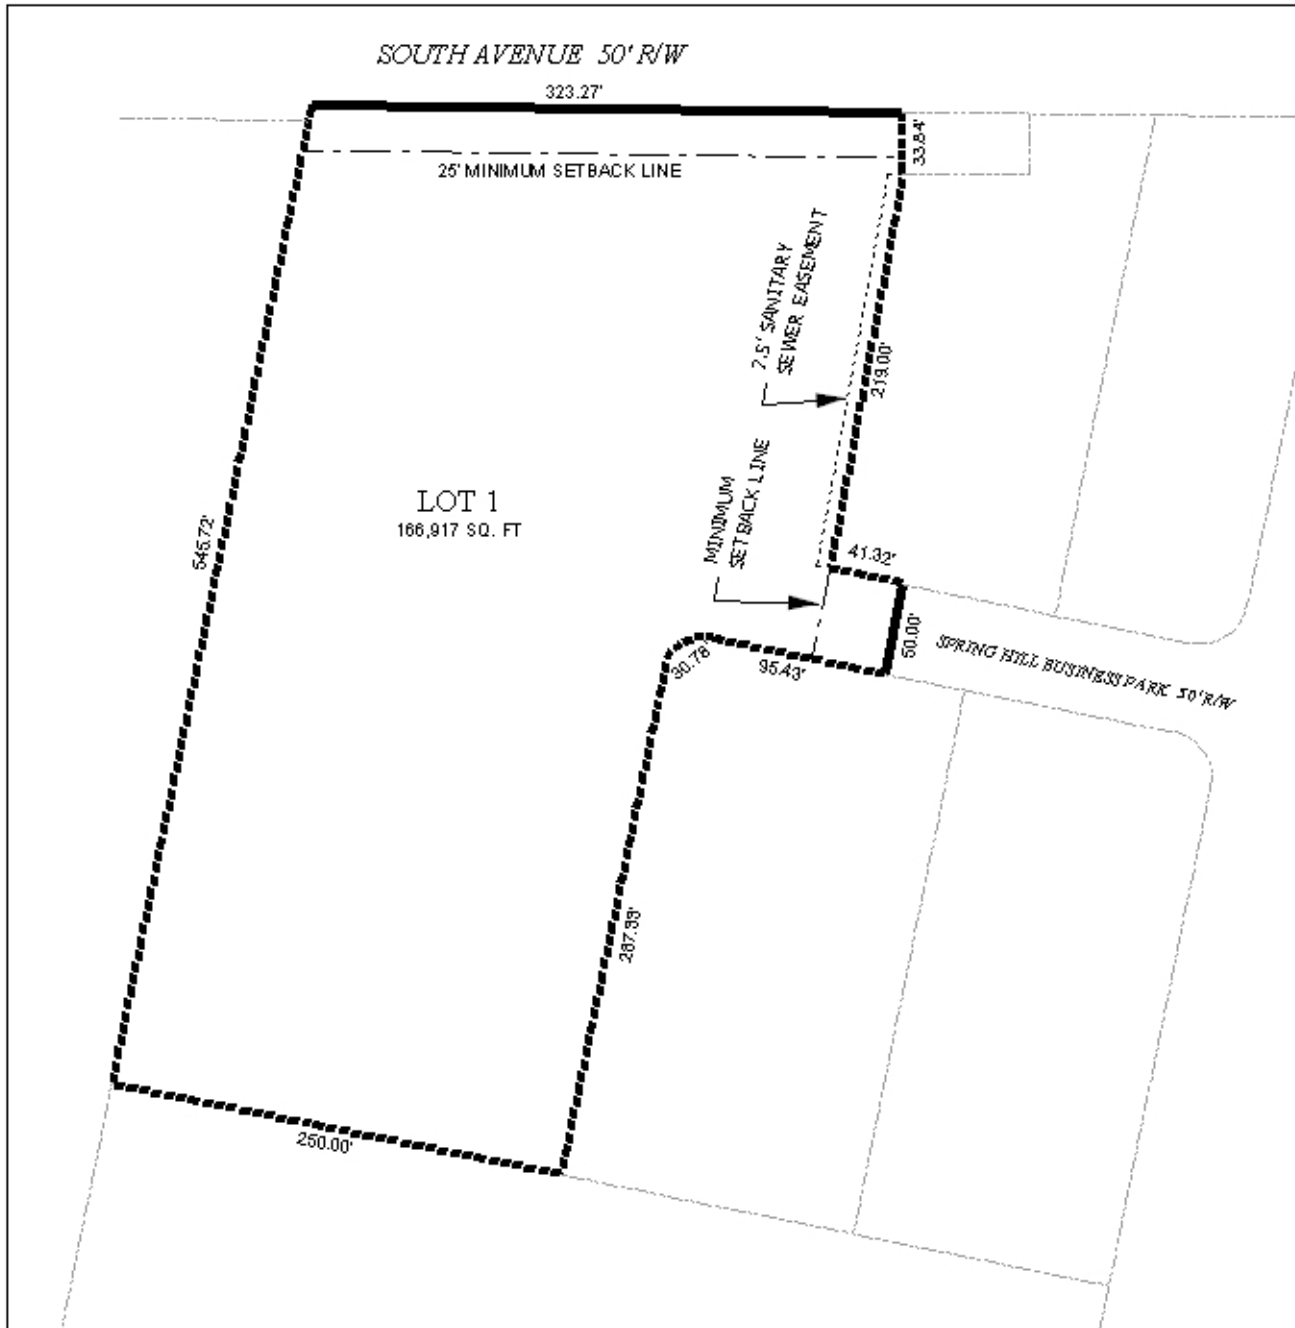 SOUTH AVENUE 50' R/W
323.27'
33.84'
25' MINIMUM SETBACK LINE
7.5' SANITARY
SEWER EASEMENT
219.00'
MINIMUM
SETBACK LINE
LOT 1
166,917 SQ. FT
545.72'
41.32'
50.00'
SPRING HILL BUSINESS PARK 50' R/W
30.78'
95.43'
287.33'
250.00'